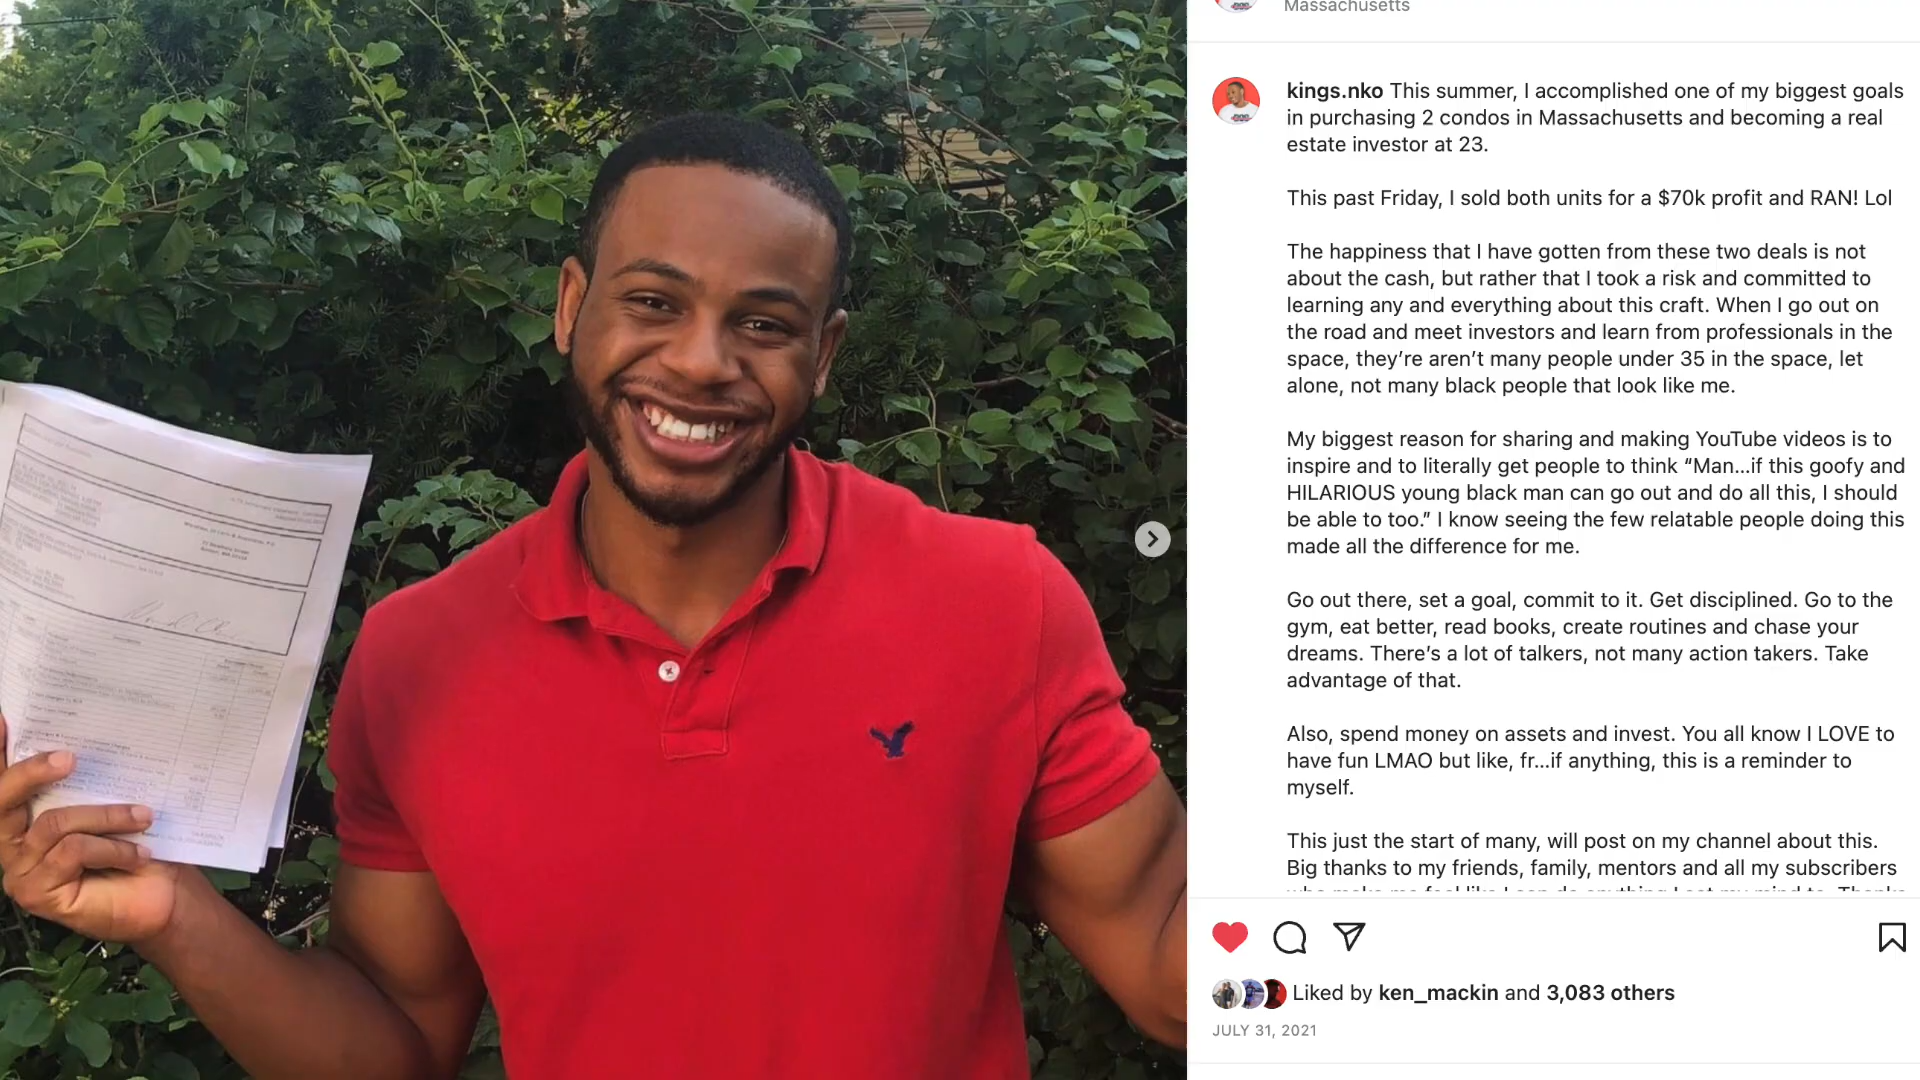 Massachusetts
kings.nko This summer, I accomplished one of my biggest goals
in purchasing 2 condos in Massachusetts and becoming a real
estate investor at 23.
This past Friday, I sold both units for a $70k profit and RAN! Lol
The happiness that I have gotten from these two deals is not
about the cash, but rather that I took a risk and committed to
learning any and everything about this craft. When I go out on
the road and meet investors and learn from professionals in the
space, they’re aren’t many people under 35 in the space, let
alone, not many black people that look like me.
My biggest reason for sharing and making YouTube videos is to
inspire and to literally get people to think “Man...if this goofy and
HILARIOUS young black man can go out and do all this, I should
be able to too.” I know seeing the few relatable people doing this
made all the difference for me.
Go out there, set a goal, commit to it. Get disciplined. Go to the
gym, eat better, read books, create routines and chase your
dreams. There’s a lot of talkers, not many action takers. Take
advantage of that.
Also, spend money on assets and invest. You all know I LOVE to
have fun LMAO but like, fr...if anything, this is a reminder to
myself.
This just the start of many, will post on my channel about this.
Big thanks to my friends, family, mentors and all my subscribers
who make me feel like I can do anything I set my mind to. Thanks
Liked by ken_mackin and 3,083 others
JULY 31, 2021